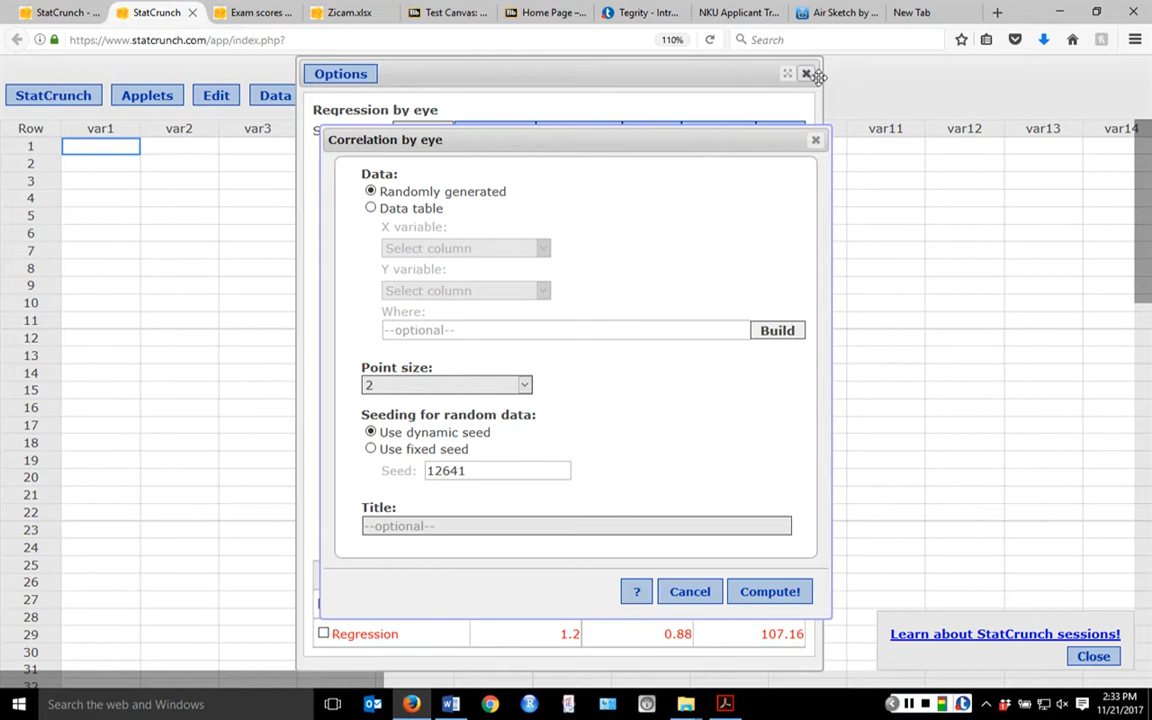 StatCrunch - ...
StatCrunch
Exam scores ...
Zicam.xlsx
Test Canvas: ...
Home Page – ...
Tegrity - Intr...
NKU Applicant Tr...
Air Sketch by ...
New Tab
https://www.statcrunch.com/app/index.php?
110%
Search
Options
StatCrunch
Applets
Edit
Data
Regression by eye
Row var1 var2 var3 var11 var12 var13 var14
S
Correlation by eye
Data:
Randomly generated
Data table
X variable:
Select column
Y variable:
Select column
Where:
--optional--
Build
Point size:
2
Seeding for random data:
Use dynamic seed
Use fixed seed
Seed: 12641
Title:
--optional--
? Cancel Compute!
Regression 1.2 0.88 107.16
1
2
3
4
5
6
7
8
9
10
11
12
13
14
15
16
17
18
19
20
21
22
23
24
25
26
27
28
29
30
31
32
Learn about StatCrunch sessions!
Close
Search the web and Windows
2:33 PM
11/21/2017